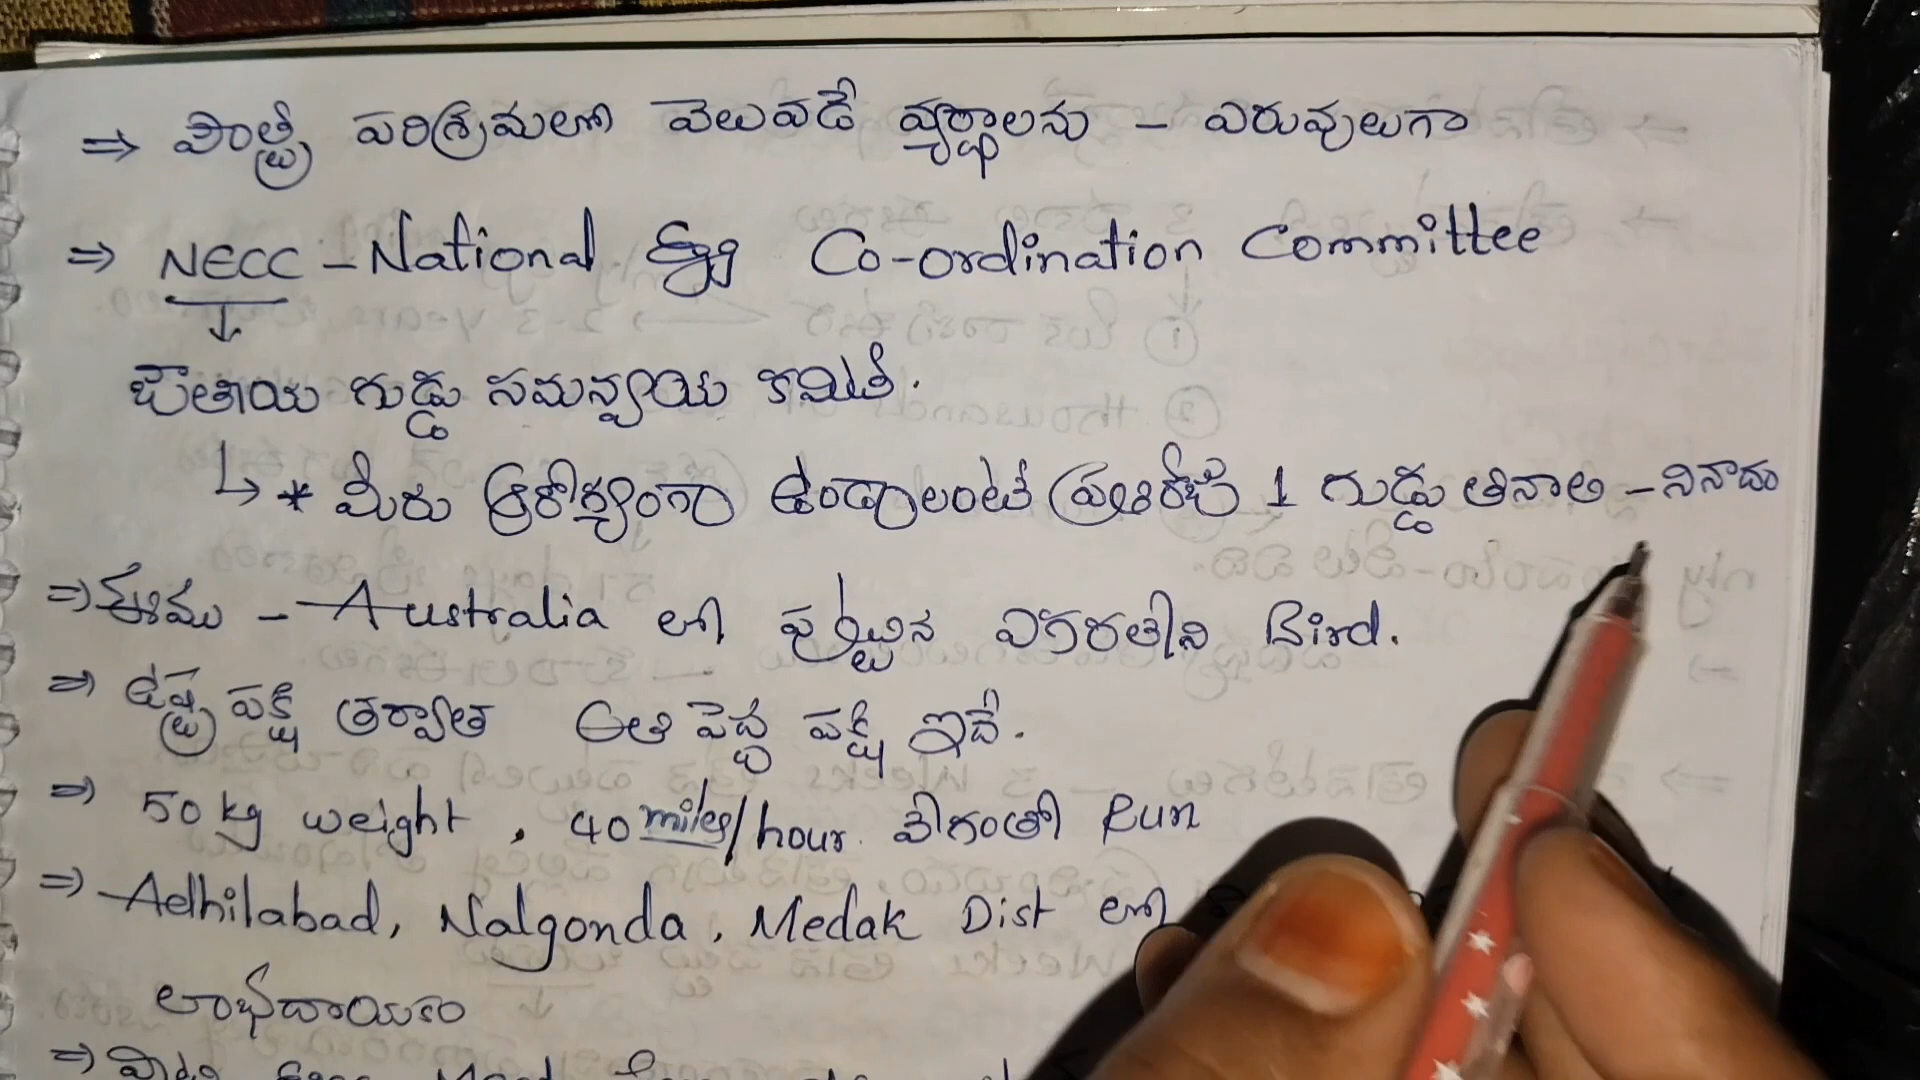 ⇒ పౌల్ట్రీ పరిశ్రమలో వెలువడే వ్యర్థాలను - ఎరువులుగా
⇒ NECC - National ఎగ్గ Co-ordination Committee
↓
జాతీయ గుడ్డు సమన్వయ కమిటీ.
↳ * మీరు ఆరోగ్యంగా ఉండాలంటే ప్రతిరోజు 1 గుడ్డు తినాలి - నినాదం
⇒ ఈము - Australia లో పుట్టిన ఎగరలేని Bird.
⇒ ఉష్ట్ర పక్షి తర్వాత అతి పెద్ద పక్షి ఇదే.
⇒ 50 kg weight, 40 miles/hour వేగంతో Run
⇒ Adhilabad, Nalgonda, Medak Dist లో
లాభదాయకం
⇒ వీటి